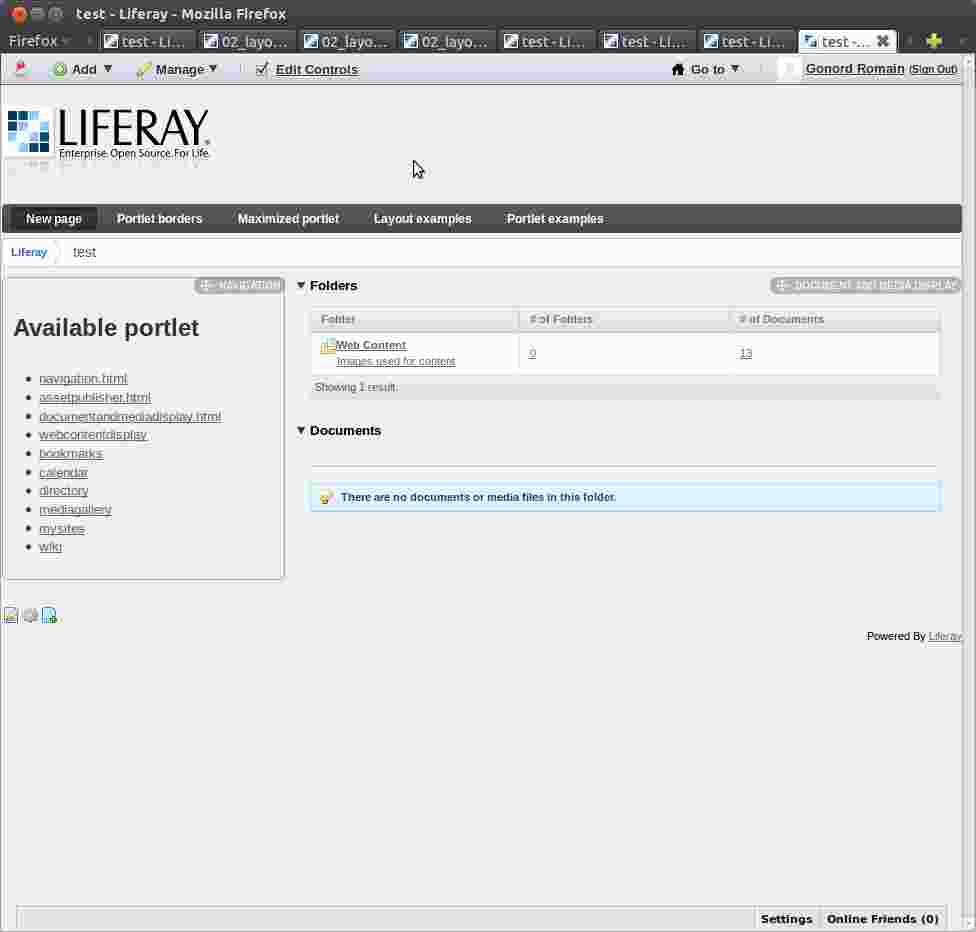 test - Liferay - Mozilla Firefox
Firefox test - Li... 02_layo... 02_layo... 02_layo... test - Li... test - Li... test - Li... test -...
Add Manage Edit Controls Go to Gonord Romain (Sign Out)
LIFERAY.
Enterprise. Open Source. For Life.
New page Portlet borders Maximized portlet Layout examples Portlet examples
Liferay test
NAVIGATION
Available portlet
navigation.html
assetpublisher.html
documentandmediadisplay.html
webcontentdisplay
bookmarks
calendar
directory
mediagallery
mysites
wiki
Folders DOCUMENT AND MEDIA DISPLAY
Folder # of Folders # of Documents
Web Content
Images used for content 0 13
Showing 1 result.
Documents
There are no documents or media files in this folder.
Powered By Liferay
Settings Online Friends (0)